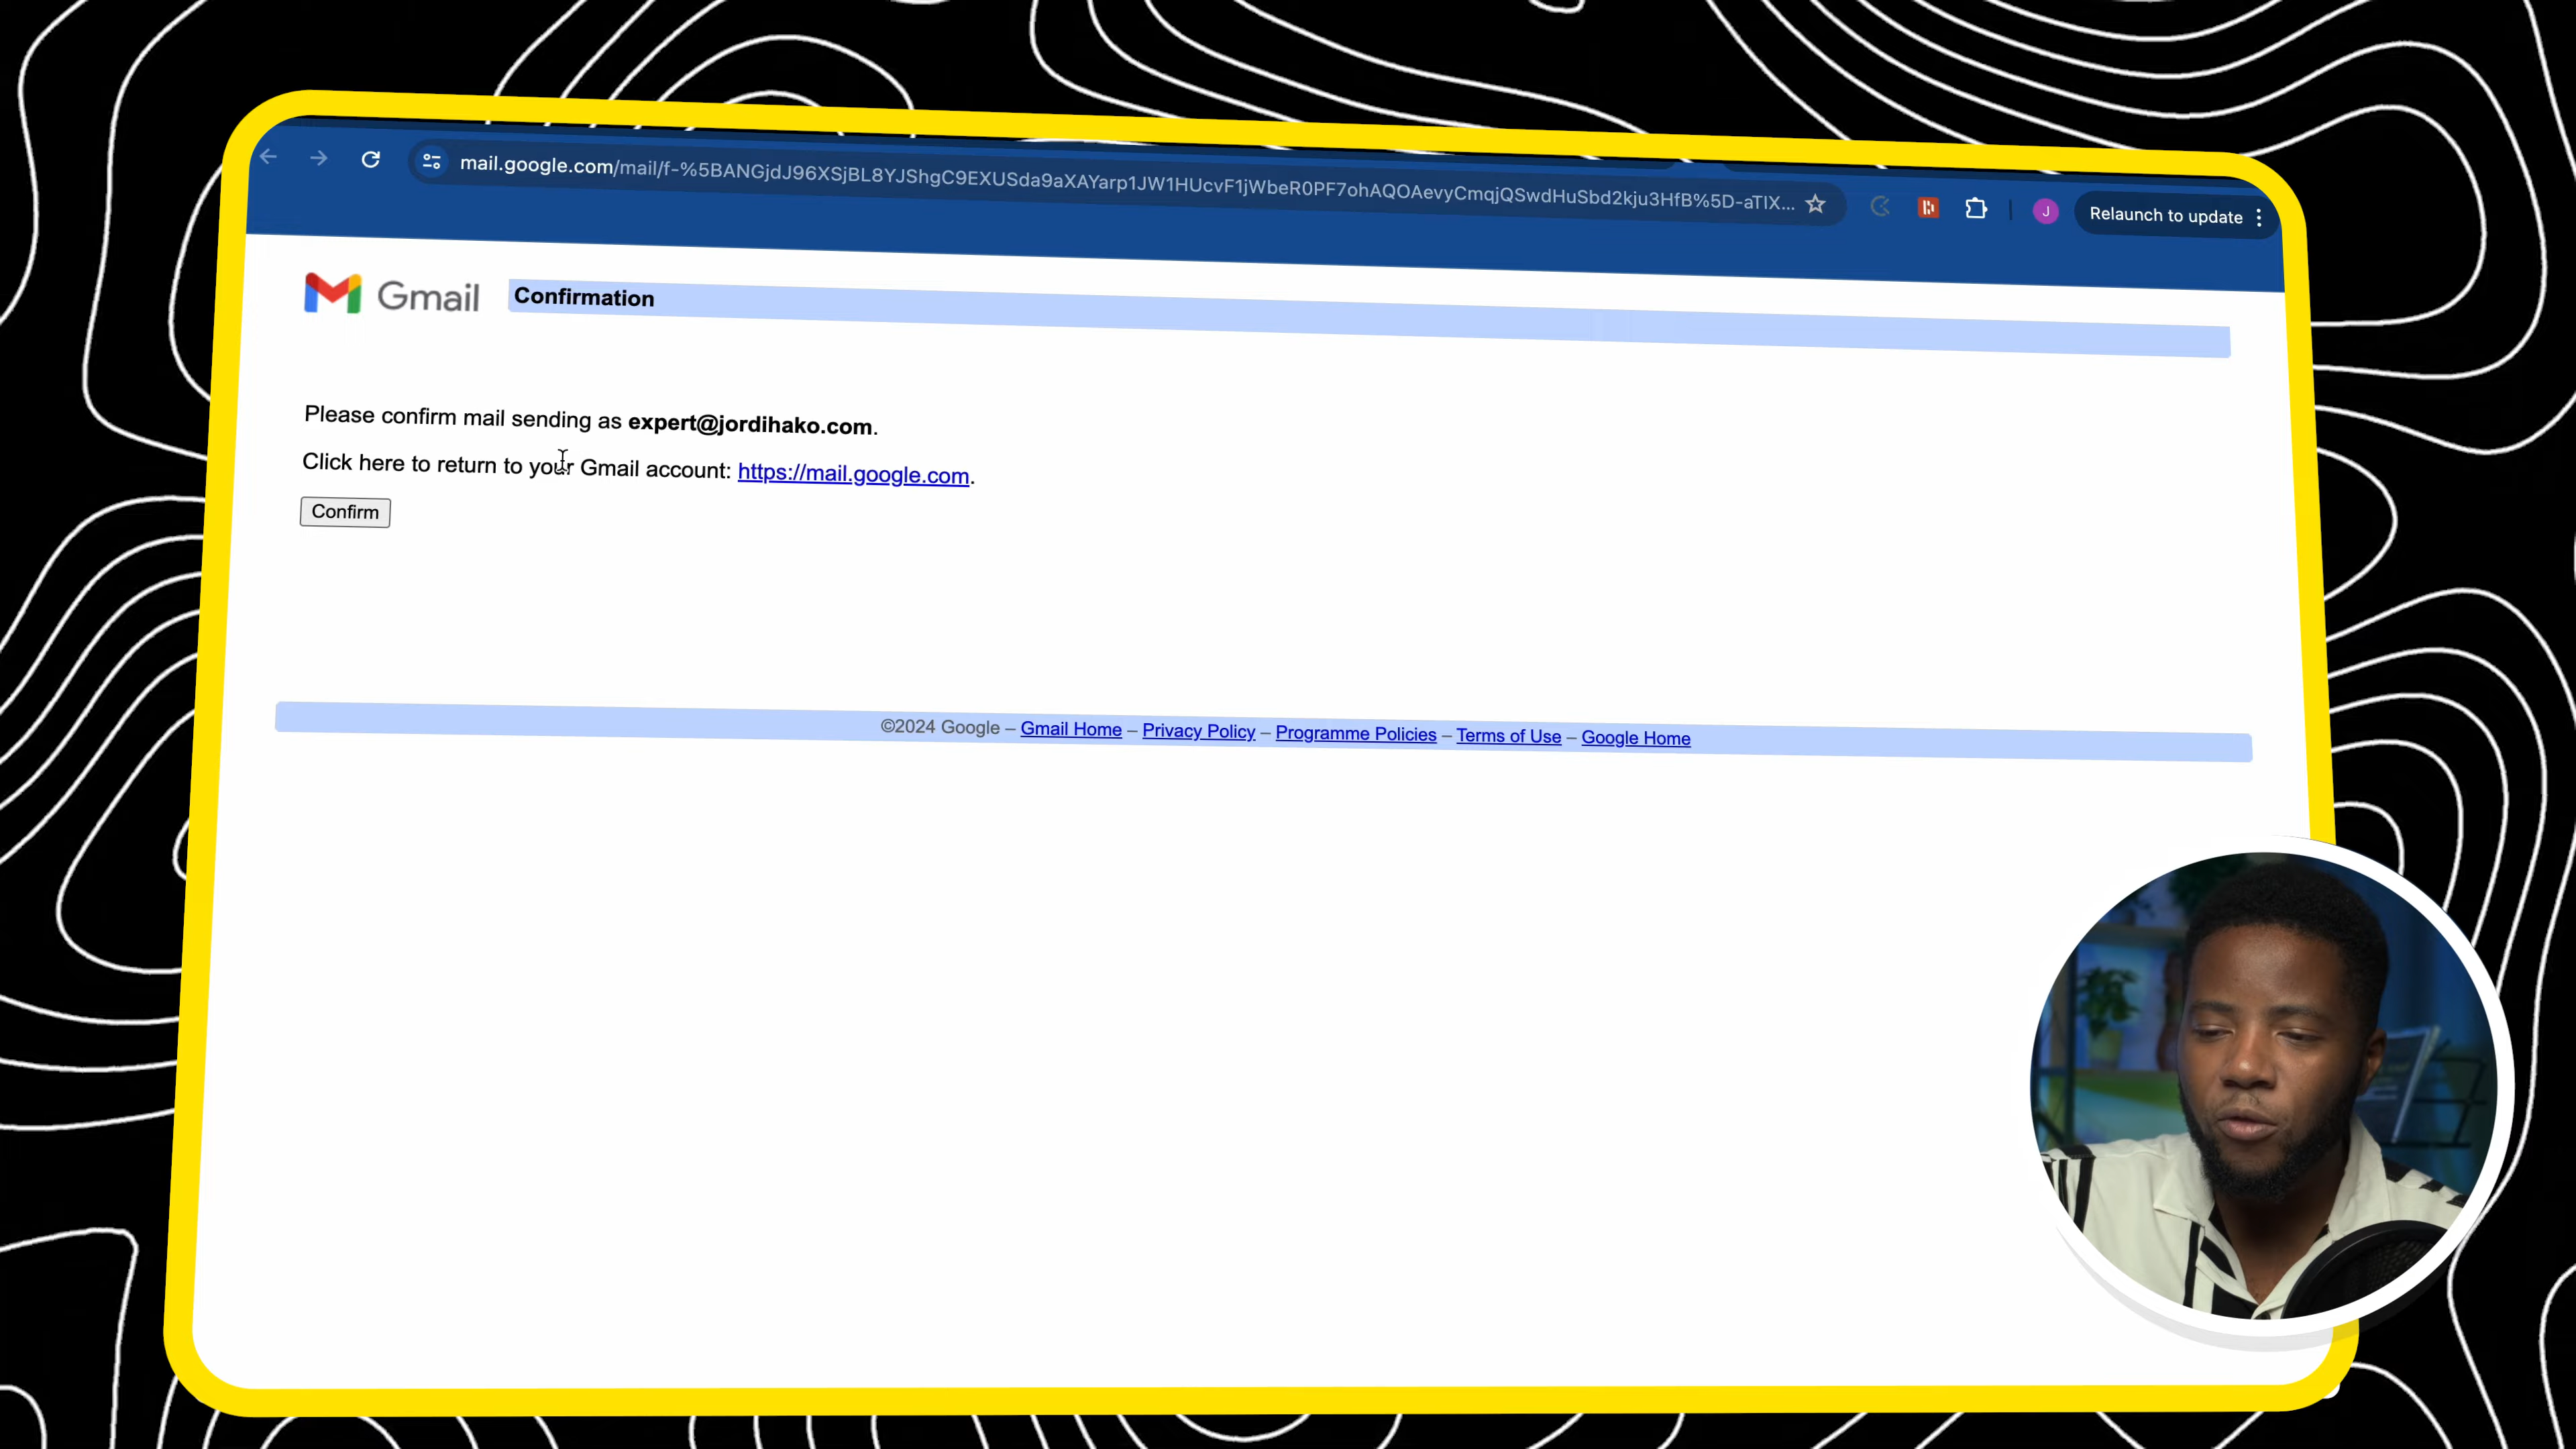 mail.google.com/mail/f-%5BANGjdJ96XSjBL8YJShgC9EXUSda9aXAYarp1JW1HUcvF1jWbeR0PF7ohAQOAevyCmqjQSwdHuSbd2kju3HfB%5D-aTIX...
J
Relaunch to update
Gmail
Confirmation
Please confirm mail sending as expert@jordihako.com.
Click here to return to your Gmail account: https://mail.google.com.
Confirm
©2024 Google – Gmail Home – Privacy Policy – Programme Policies – Terms of Use – Google Home